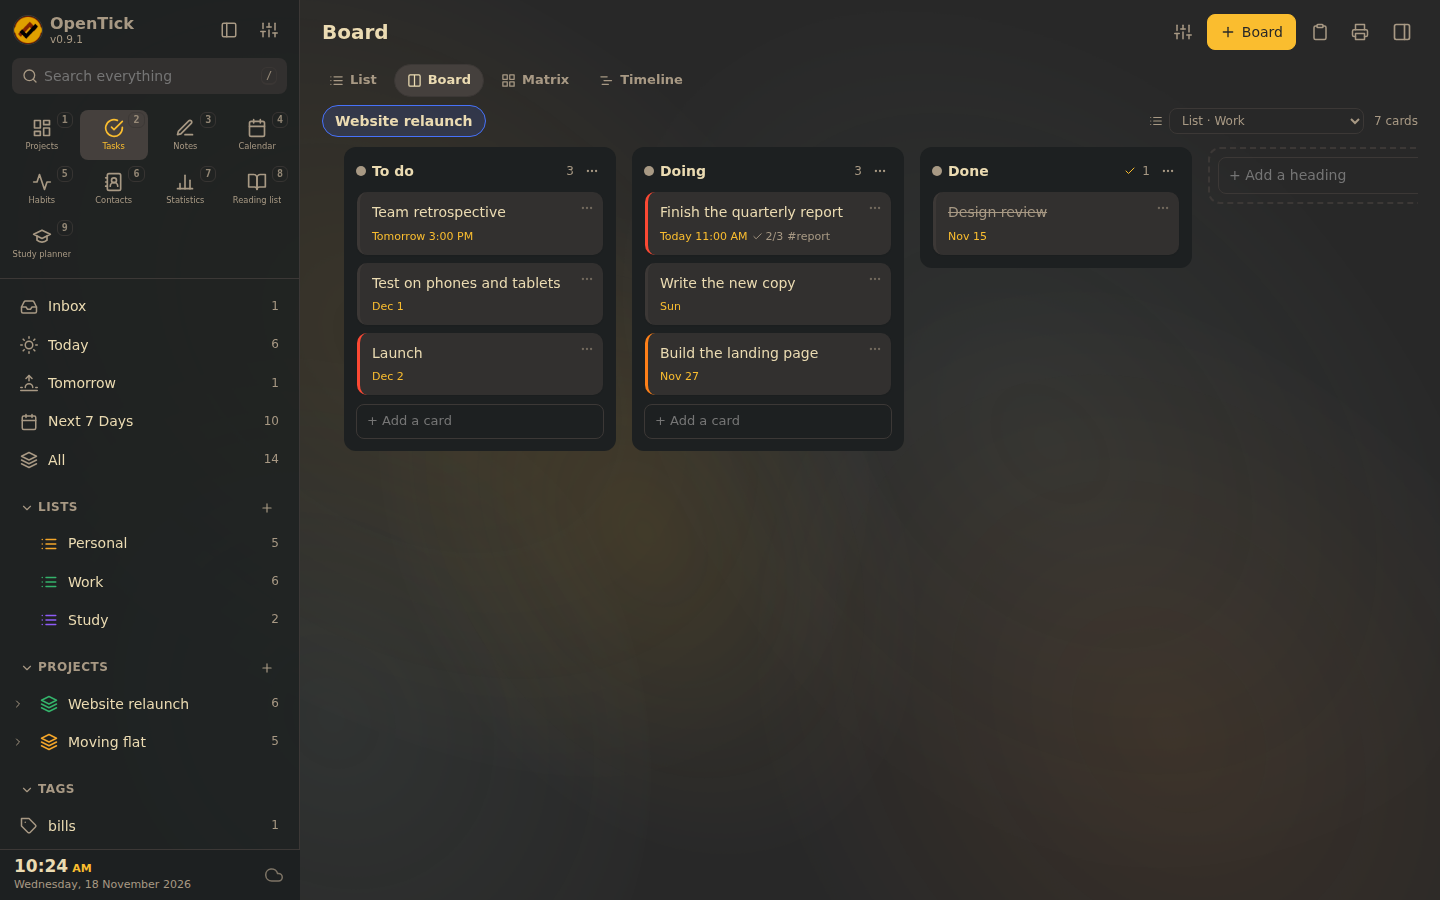 OpenTick
v0.9.1
Search everything /
1 2 3 4
Projects Tasks Notes Calendar
5 6 7 8
Habits Contacts Statistics Reading list
9
Study planner
Inbox 1
Today 6
Tomorrow 1
Next 7 Days 10
All 14
LISTS
Personal 5
Work 6
Study 2
PROJECTS
Website relaunch 6
Moving flat 5
TAGS
bills 1
10:24 AM
Wednesday, 18 November 2026
Board
Board
List Board Matrix Timeline
Website relaunch
List · Work 7 cards
To do 3
Team retrospective
Tomorrow 3:00 PM
Test on phones and tablets
Dec 1
Launch
Dec 2
+ Add a card
Doing 3
Finish the quarterly report
Today 11:00 AM 2/3 #report
Write the new copy
Sun
Build the landing page
Nov 27
+ Add a card
Done 1
Design review
Nov 15
+ Add a heading